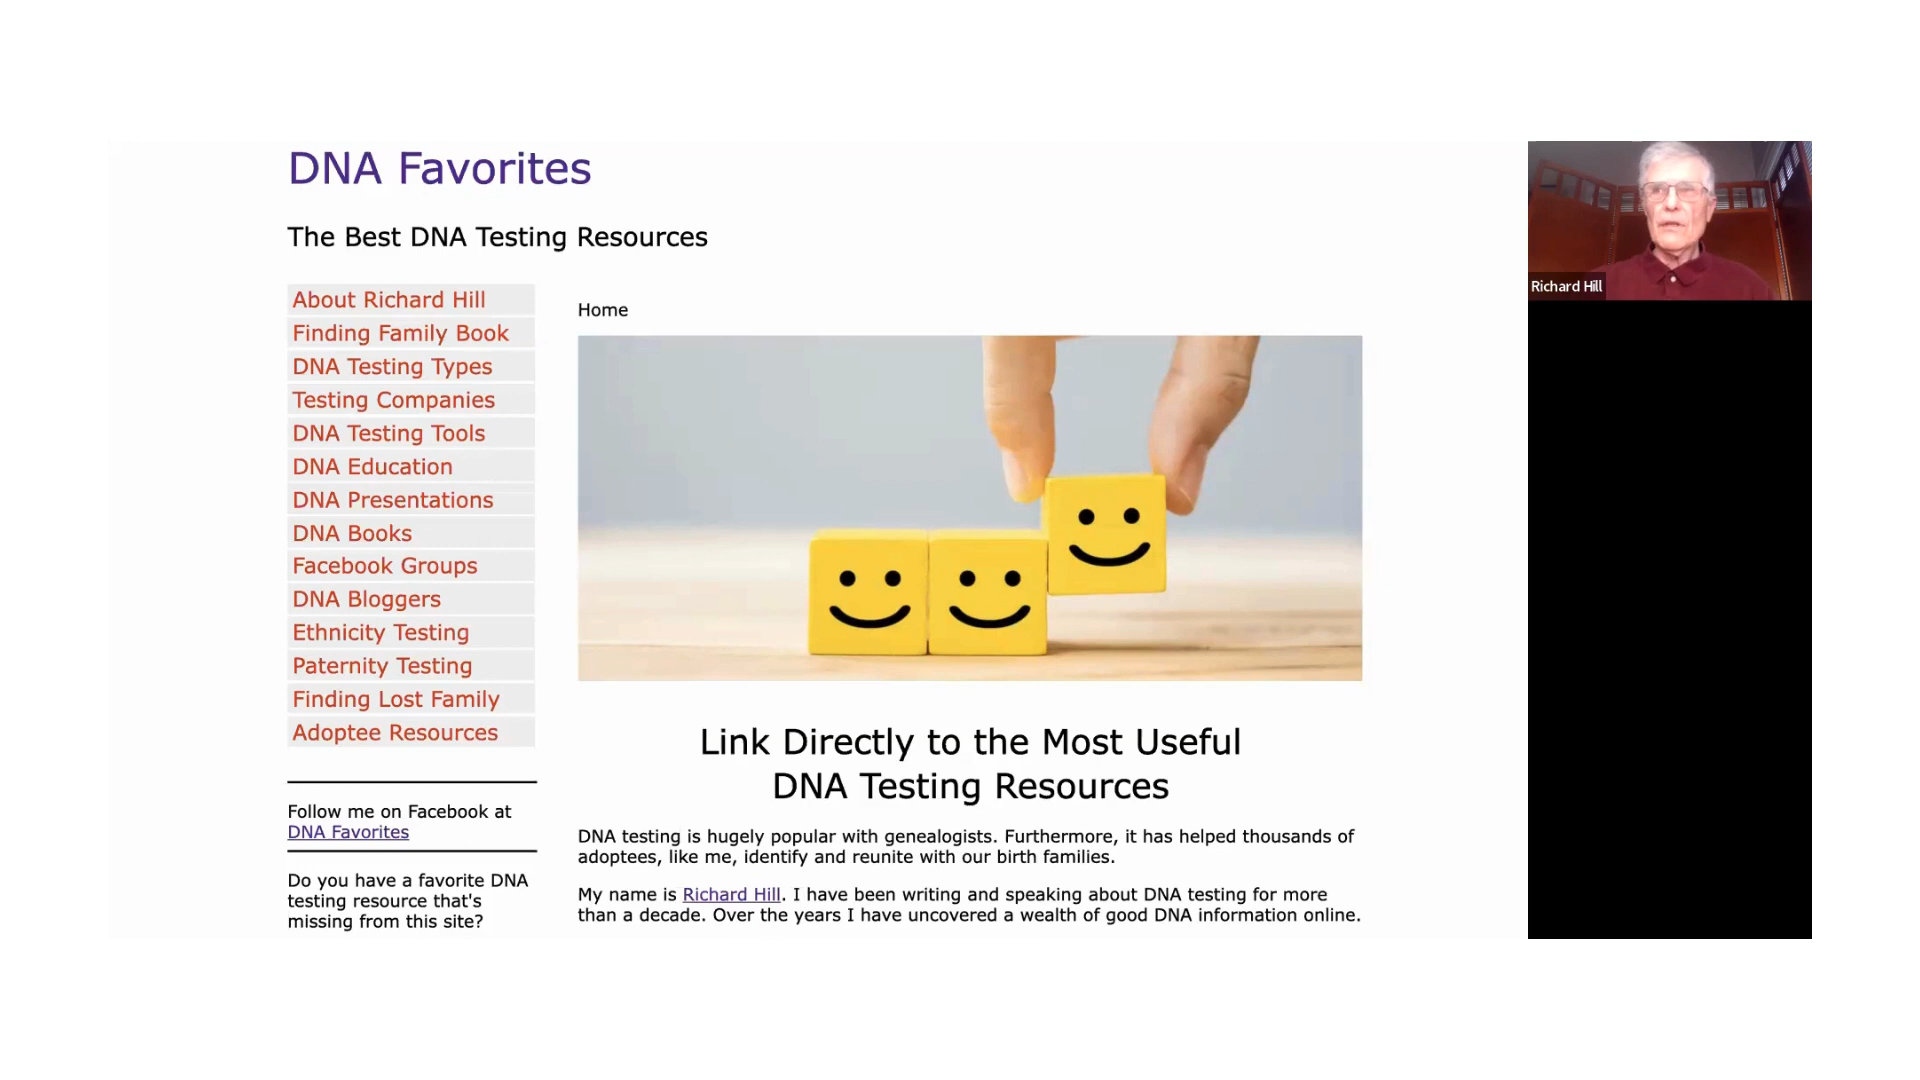 DNA Favorites
The Best DNA Testing Resources
About Richard Hill
Finding Family Book
DNA Testing Types
Testing Companies
DNA Testing Tools
DNA Education
DNA Presentations
DNA Books
Facebook Groups
DNA Bloggers
Ethnicity Testing
Paternity Testing
Finding Lost Family
Adoptee Resources
Follow me on Facebook at
DNA Favorites
Do you have a favorite DNA
testing resource that's
missing from this site?
Home
Link Directly to the Most Useful
DNA Testing Resources
DNA testing is hugely popular with genealogists. Furthermore, it has helped thousands of
adoptees, like me, identify and reunite with our birth families.
My name is Richard Hill. I have been writing and speaking about DNA testing for more
than a decade. Over the years I have uncovered a wealth of good DNA information online.
Richard Hill